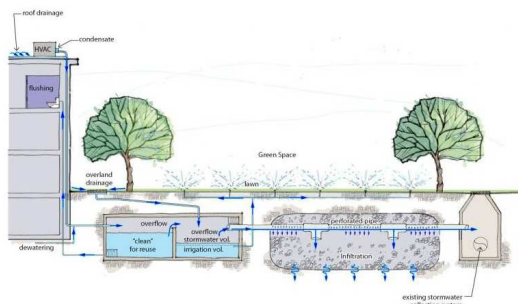 roof drainage
condensate
HVAC
flushing
Green Space
overland
drainage
lawn
overflow
overflow
stormwater vol.
perforated pipe
"clean"
for reuse
irrigation vol.
Infiltration
dewatering
existing stormwater